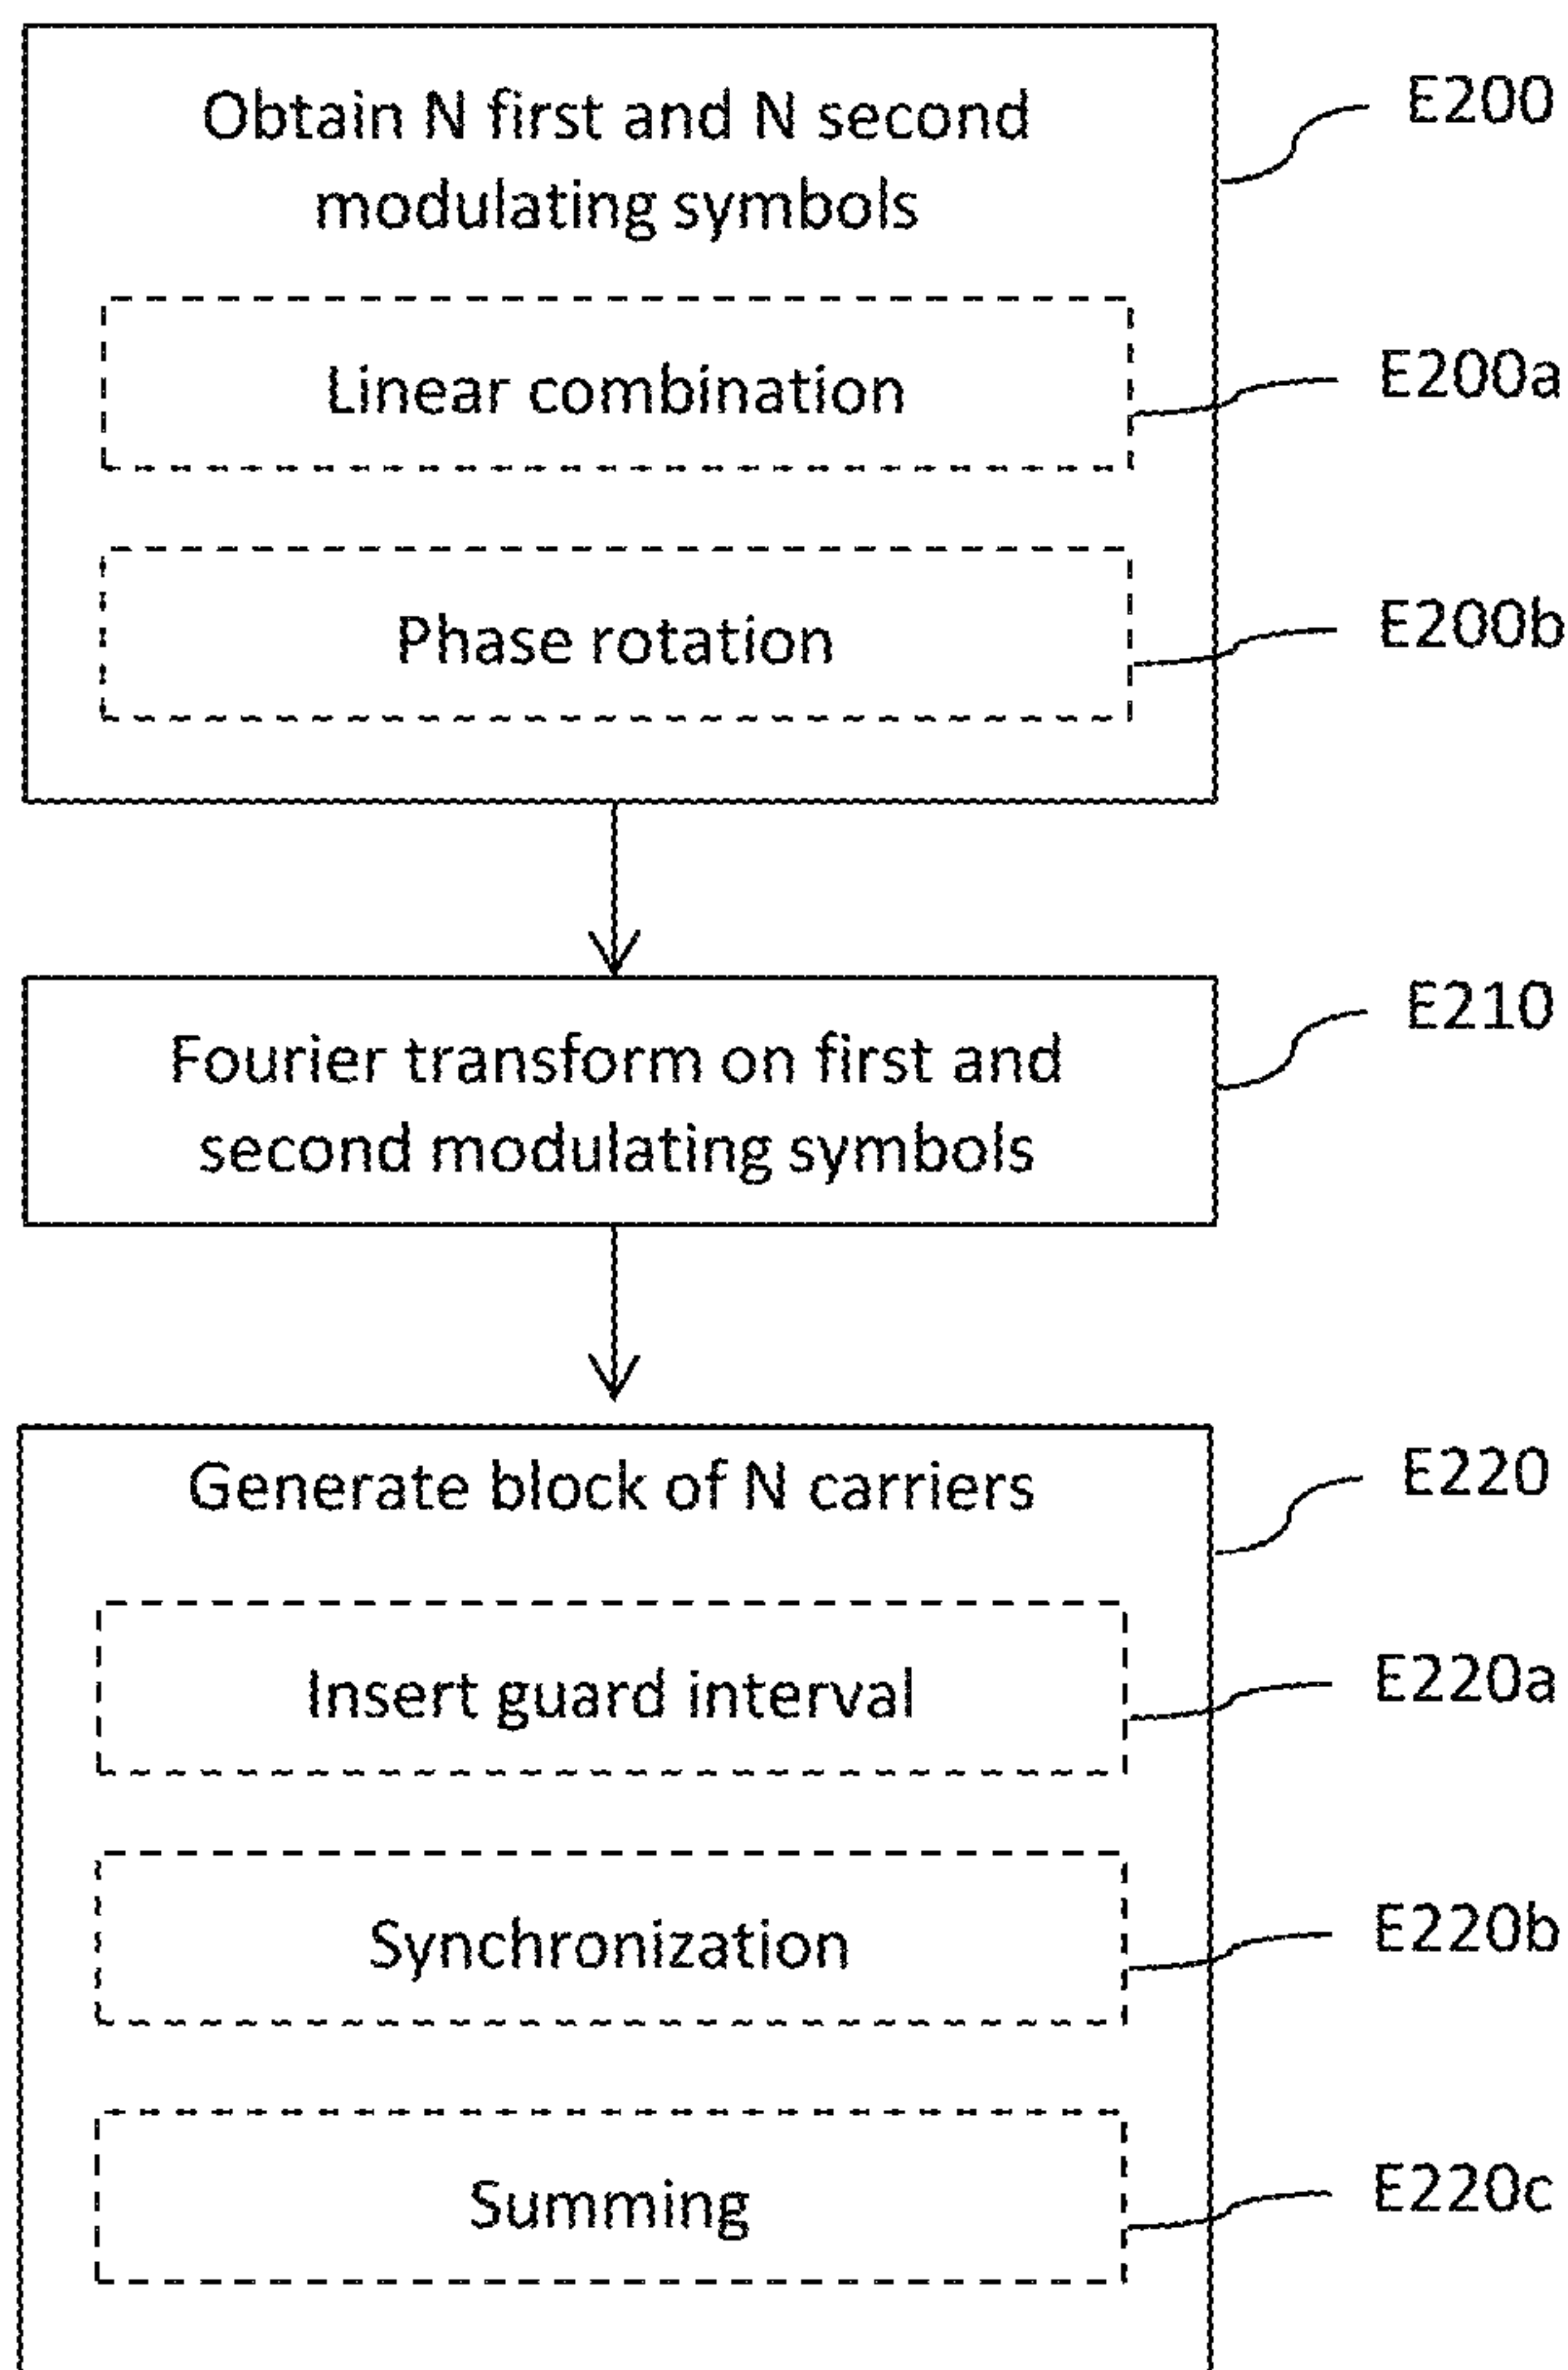 Obtain N first and N second
modulating symbols
E200
Linear combination
E200a
Phase rotation
E200b
Fourier transform on first and
second modulating symbols
E210
Generate block of N carriers
E220
Insert guard interval
E220a
Synchronization
E220b
Summing
E220c